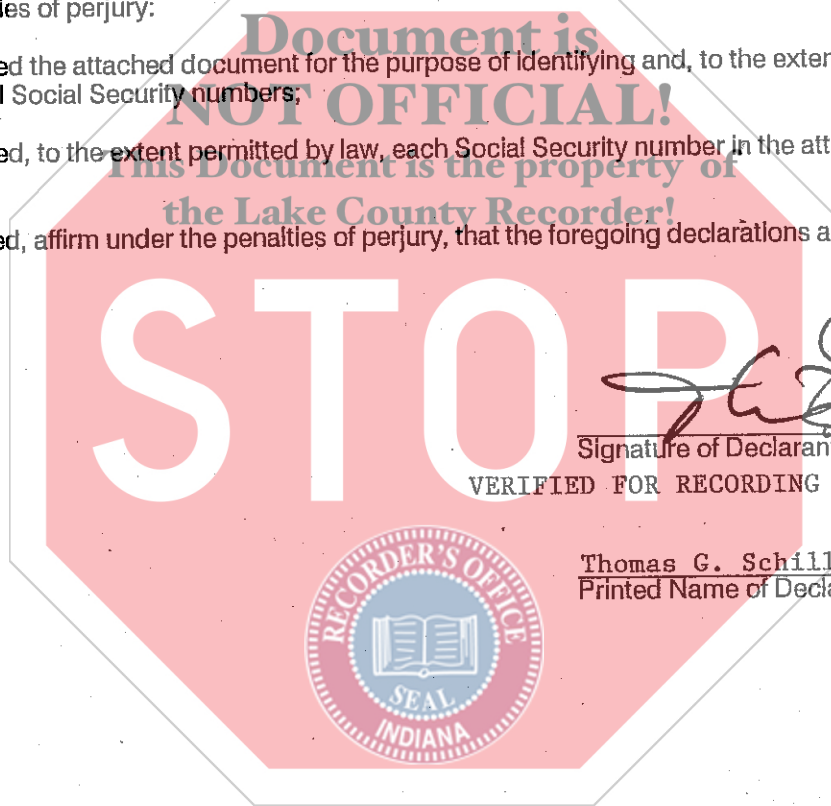 ies of perjury:
Document is
ed the attached document for the purpose of identifying and, to the exter
l Social Security numbers;
NOT OFFICIAL!
ed, to the extent permitted by law, each Social Security number in the att
This Document is the property of
the Lake County Recorder!
ed, affirm under the penalties of perjury, that the foregoing declarations a
STOP
Signature of Declaran
VERIFIED FOR RECORDING
Thomas G. Schill
Printed Name of Decla
RECORDER'S OFFICE
SEAL
INDIANA